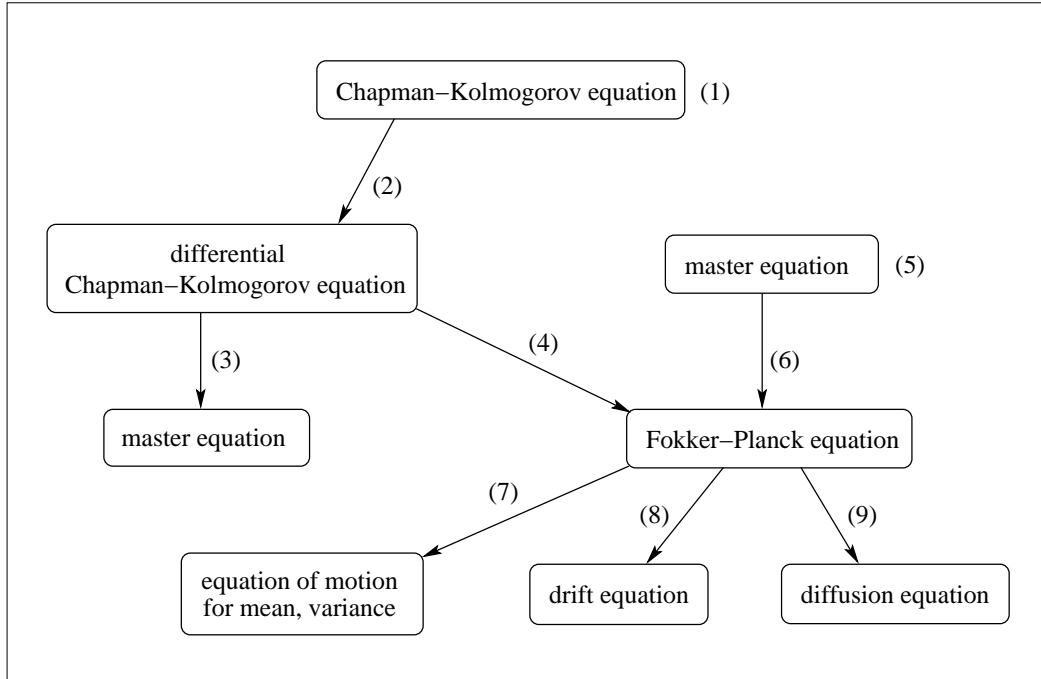 Chapman−Kolmogorov equation (1)
(2)
differential
Chapman−Kolmogorov equation
master equation (5)
(3)
(4)
(6)
master equation
Fokker−Planck equation
(7)
(8)
(9)
equation of motion
for mean, variance
drift equation
diffusion equation